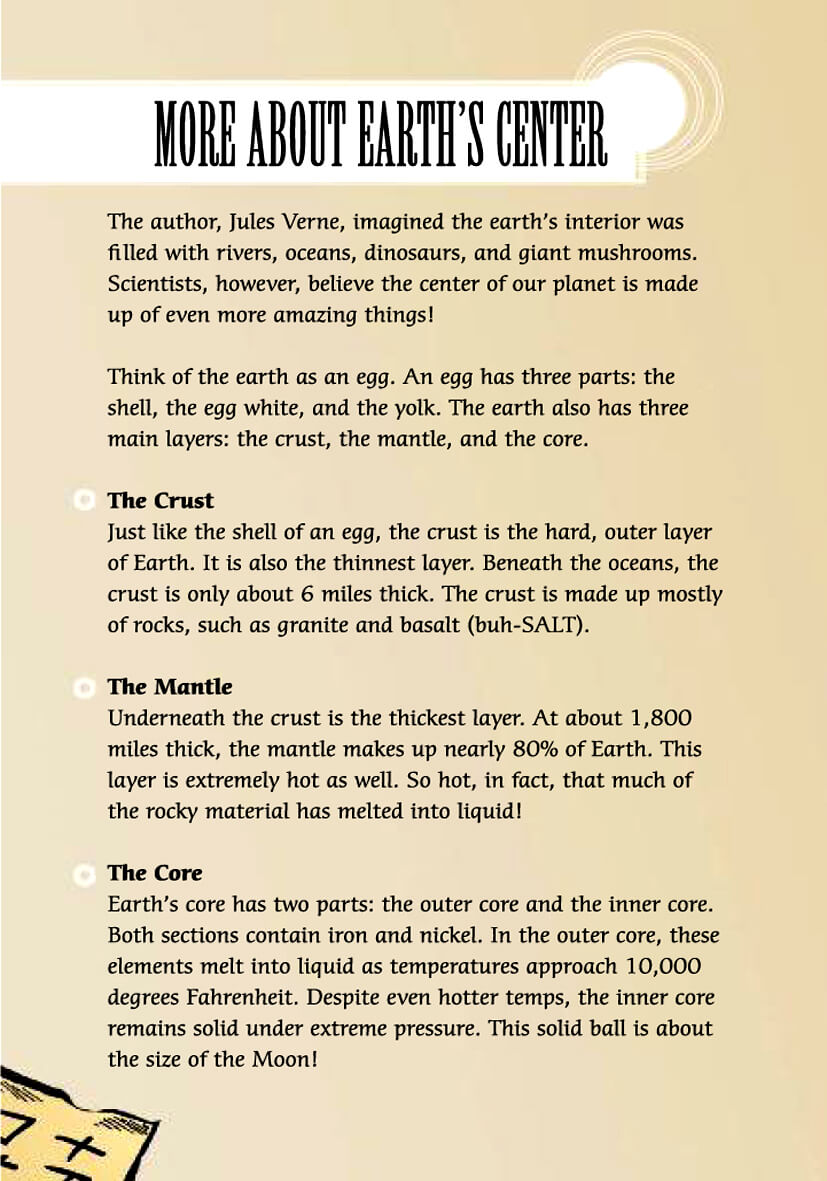 MORE ABOUT EARTH'S CENTER
The author, Jules Verne, imagined the earth's interior was
filled with rivers, oceans, dinosaurs, and giant mushrooms.
Scientists, however, believe the center of our planet is made
up of even more amazing things!
Think of the earth as an egg. An egg has three parts: the
shell, the egg white, and the yolk. The earth also has three
main layers: the crust, the mantle, and the core.
The Crust
Just like the shell of an egg, the crust is the hard, outer layer
of Earth. It is also the thinnest layer. Beneath the oceans, the
crust is only about 6 miles thick. The crust is made up mostly
of rocks, such as granite and basalt (buh-SALT).
The Mantle
Underneath the crust is the thickest layer. At about 1,800
miles thick, the mantle makes up nearly 80% of Earth. This
layer is extremely hot as well. So hot, in fact, that much of
the rocky material has melted into liquid!
The Core
Earth's core has two parts: the outer core and the inner core.
Both sections contain iron and nickel. In the outer core, these
elements melt into liquid as temperatures approach 10,000
degrees Fahrenheit. Despite even hotter temps, the inner core
remains solid under extreme pressure. This solid ball is about
the size of the Moon!